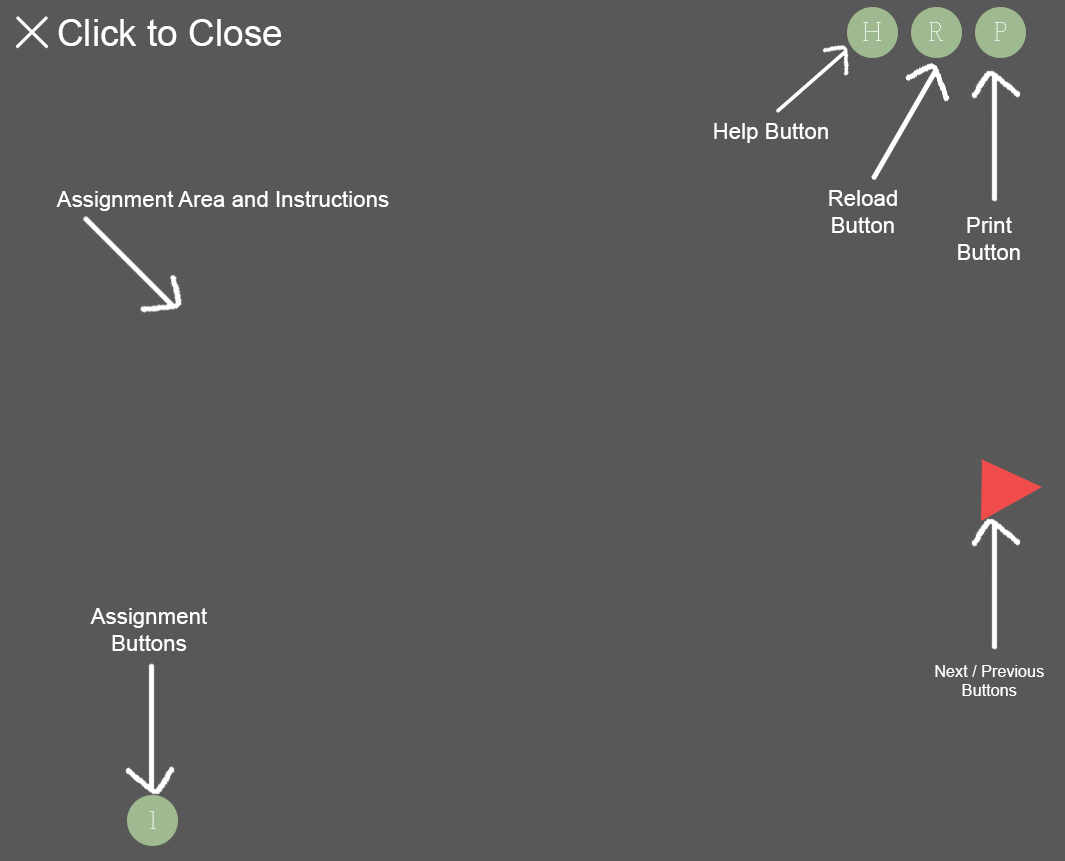 Click to Close
H R P
Help Button
Assignment Area and Instructions
Reload
Button
Print
Button
Assignment
Buttons
Next / Previous
Buttons
1